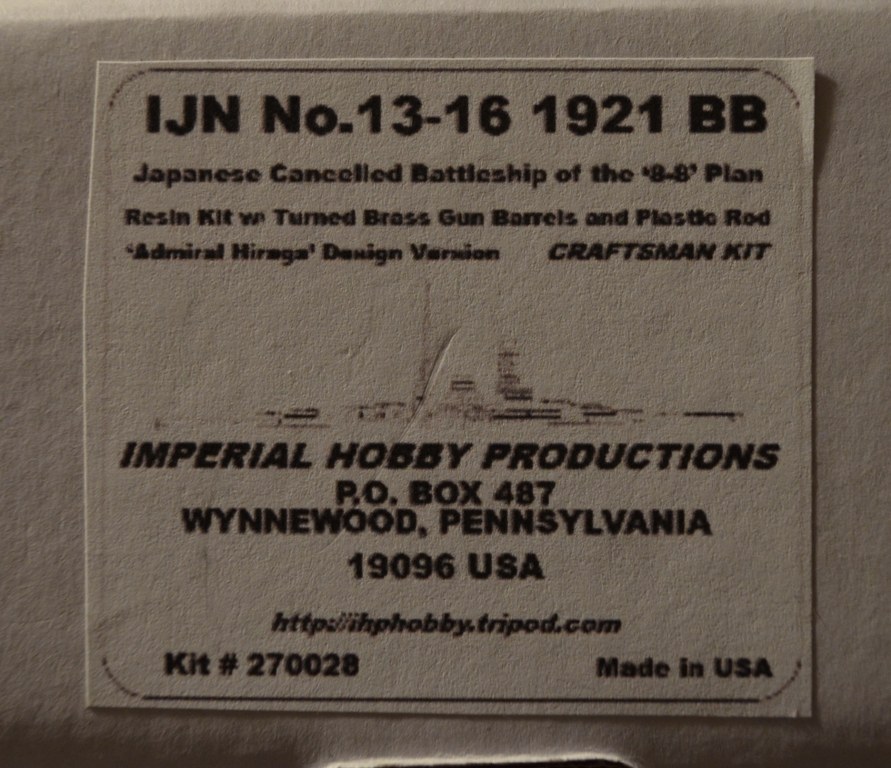 IJN No.13-16 1921 BB
Japanese Cancelled Battleship of the '8-8' Plan
Resin Kit w/ Turned Brass Gun Barrels and Plastic Rod
'Admiral Hiraga' Design Version CRAFTSMAN KIT
IMPERIAL HOBBY PRODUCTIONS
P.O. BOX 487
WYNNEWOOD, PENNSYLVANIA
19096 USA
http://ihphobby.tripod.com
Kit # 270028 Made in USA